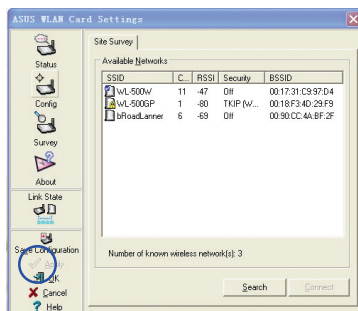 ASUS WLAN Card Settings
Status
Config
Survey
About
Link State
Save Configuration
Apply
OK
Cancel
Help
Site Survey
Available Networks
SSID C... RSSI Security BSSID
WL-500W 11 -47 Off 00:17:31:C9:97:D4
WL-500GP 1 -80 TKIP (W... 00:18:F3:4D:29:F9
bRoadLanner 6 -69 Off 00:90:CC:4A:BF:2F
Number of known wireless network(s): 3
Search Connect